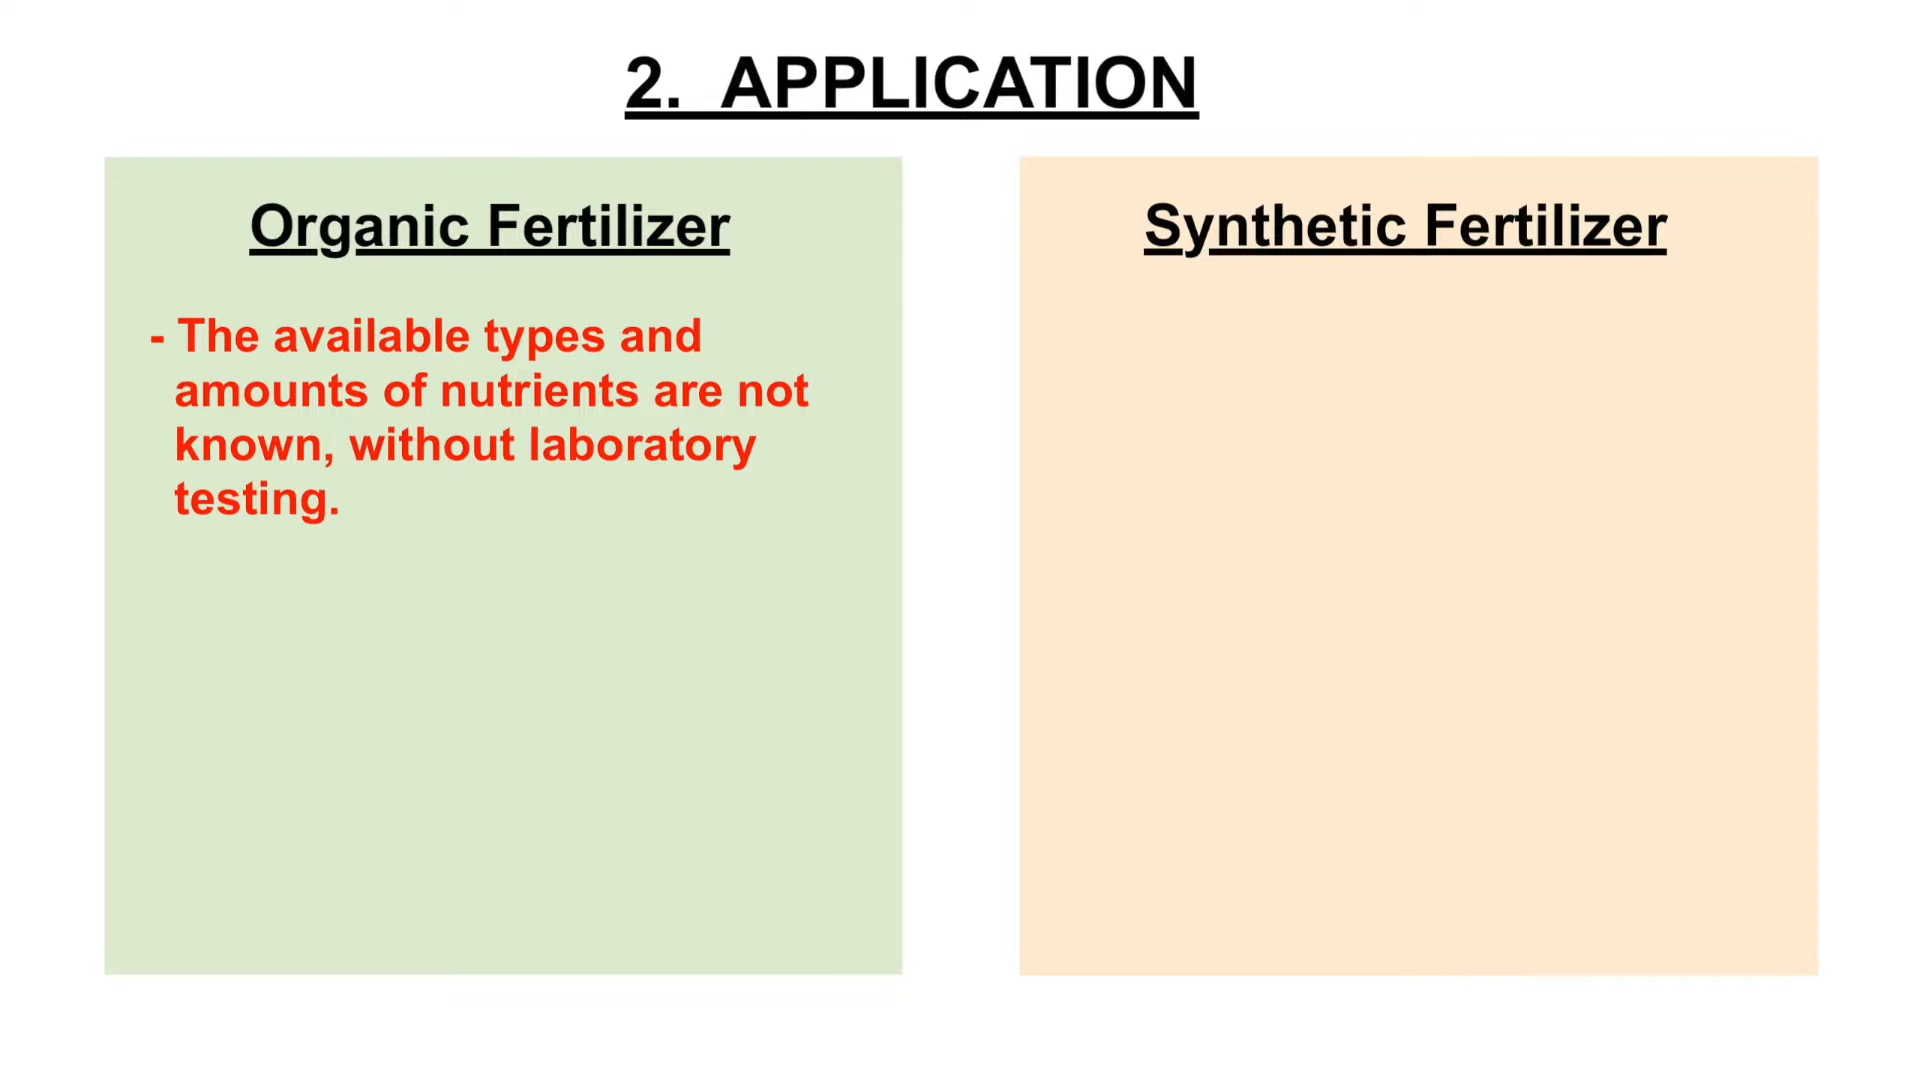 2. APPLICATION
Organic Fertilizer
- The available types and
amounts of nutrients are not
known, without laboratory
testing.
Synthetic Fertilizer